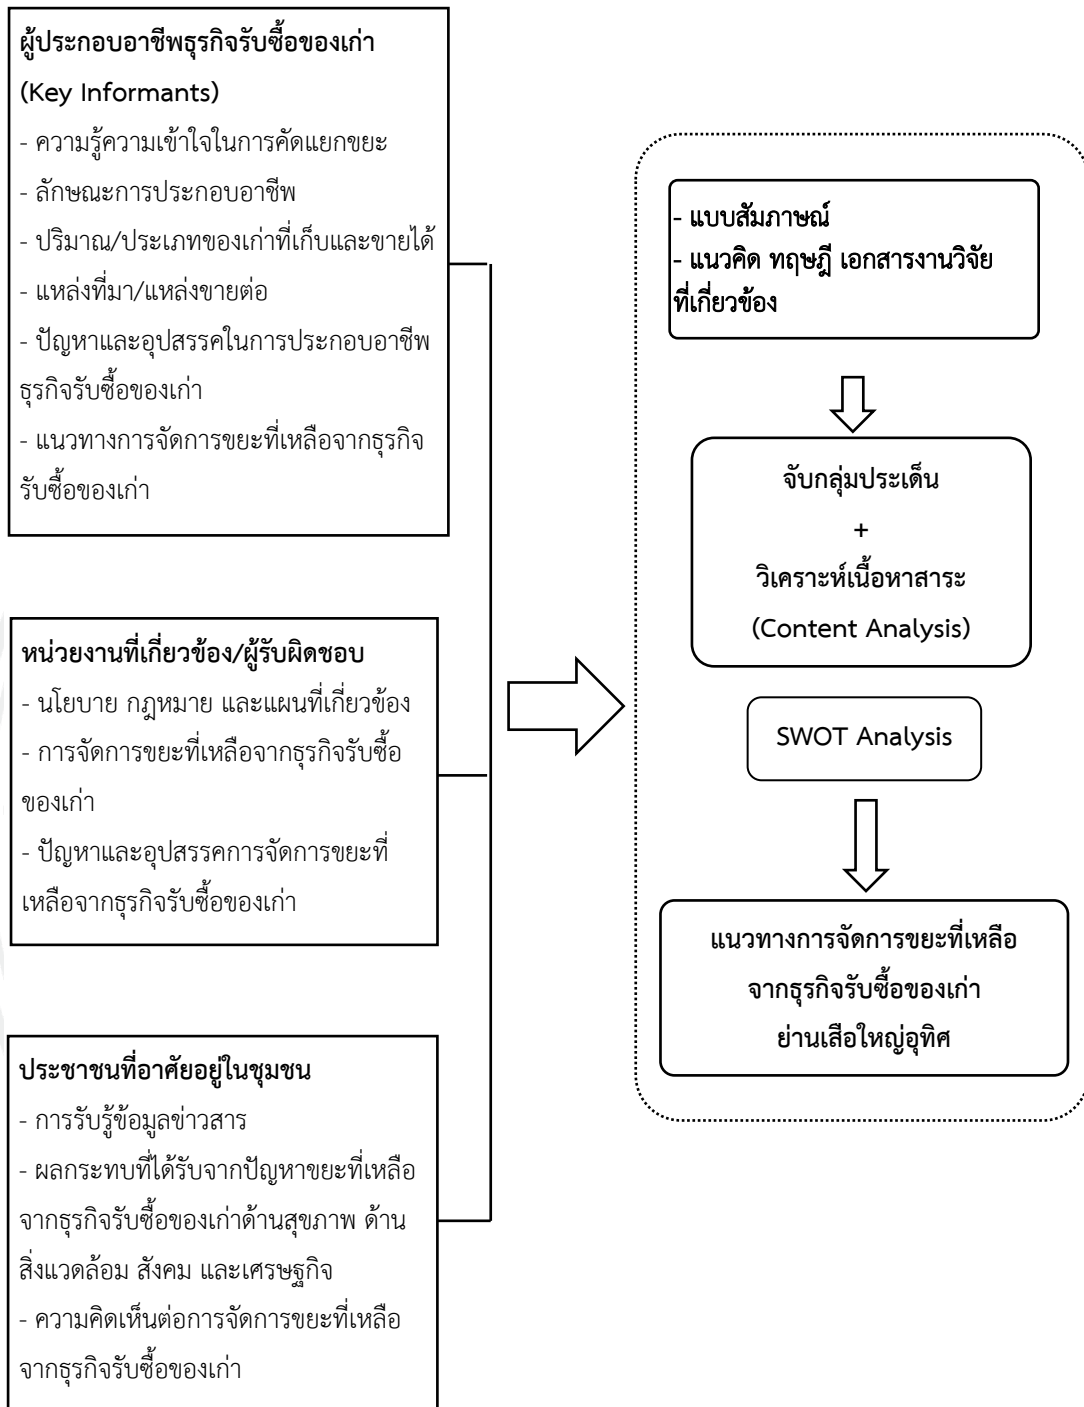 ผู้ประกอบอาชีพธุรกิจรับซื้อของเก่า
(Key Informants)
- ความรู้ความเข้าใจในการคัดแยกขยะ
- ลักษณะการประกอบอาชีพ
- ปริมาณ/ประเภทของเก่าที่เก็บและขายได้
- แหล่งที่มา/แหล่งขายต่อ
- ปัญหาและอุปสรรคในการประกอบอาชีพ
ธุรกิจรับซื้อของเก่า
- แนวทางการจัดการขยะที่เหลือจากธุรกิจ
รับซื้อของเก่า
หน่วยงานที่เกี่ยวข้อง/ผู้รับผิดชอบ
- นโยบาย กฎหมาย และแผนที่เกี่ยวข้อง
- การจัดการขยะที่เหลือจากธุรกิจรับซื้อ
ของเก่า
- ปัญหาและอุปสรรคการจัดการขยะที่
เหลือจากธุรกิจรับซื้อของเก่า
ประชาชนที่อาศัยอยู่ในชุมชน
- การรับรู้ข้อมูลข่าวสาร
- ผลกระทบที่ได้รับจากปัญหาขยะที่เหลือ
จากธุรกิจรับซื้อของเก่าด้านสุขภาพ ด้าน
สิ่งแวดล้อม สังคม และเศรษฐกิจ
- ความคิดเห็นต่อการจัดการขยะที่เหลือ
จากธุรกิจรับซื้อของเก่า
- แบบสัมภาษณ์
- แนวคิด ทฤษฎี เอกสารงานวิจัย
ที่เกี่ยวข้อง
จับกลุ่มประเด็น
+
วิเคราะห์เนื้อหาสาระ
(Content Analysis)
SWOT Analysis
แนวทางการจัดการขยะที่เหลือ
จากธุรกิจรับซื้อของเก่า
ย่านเสือใหญ่อุทิศ